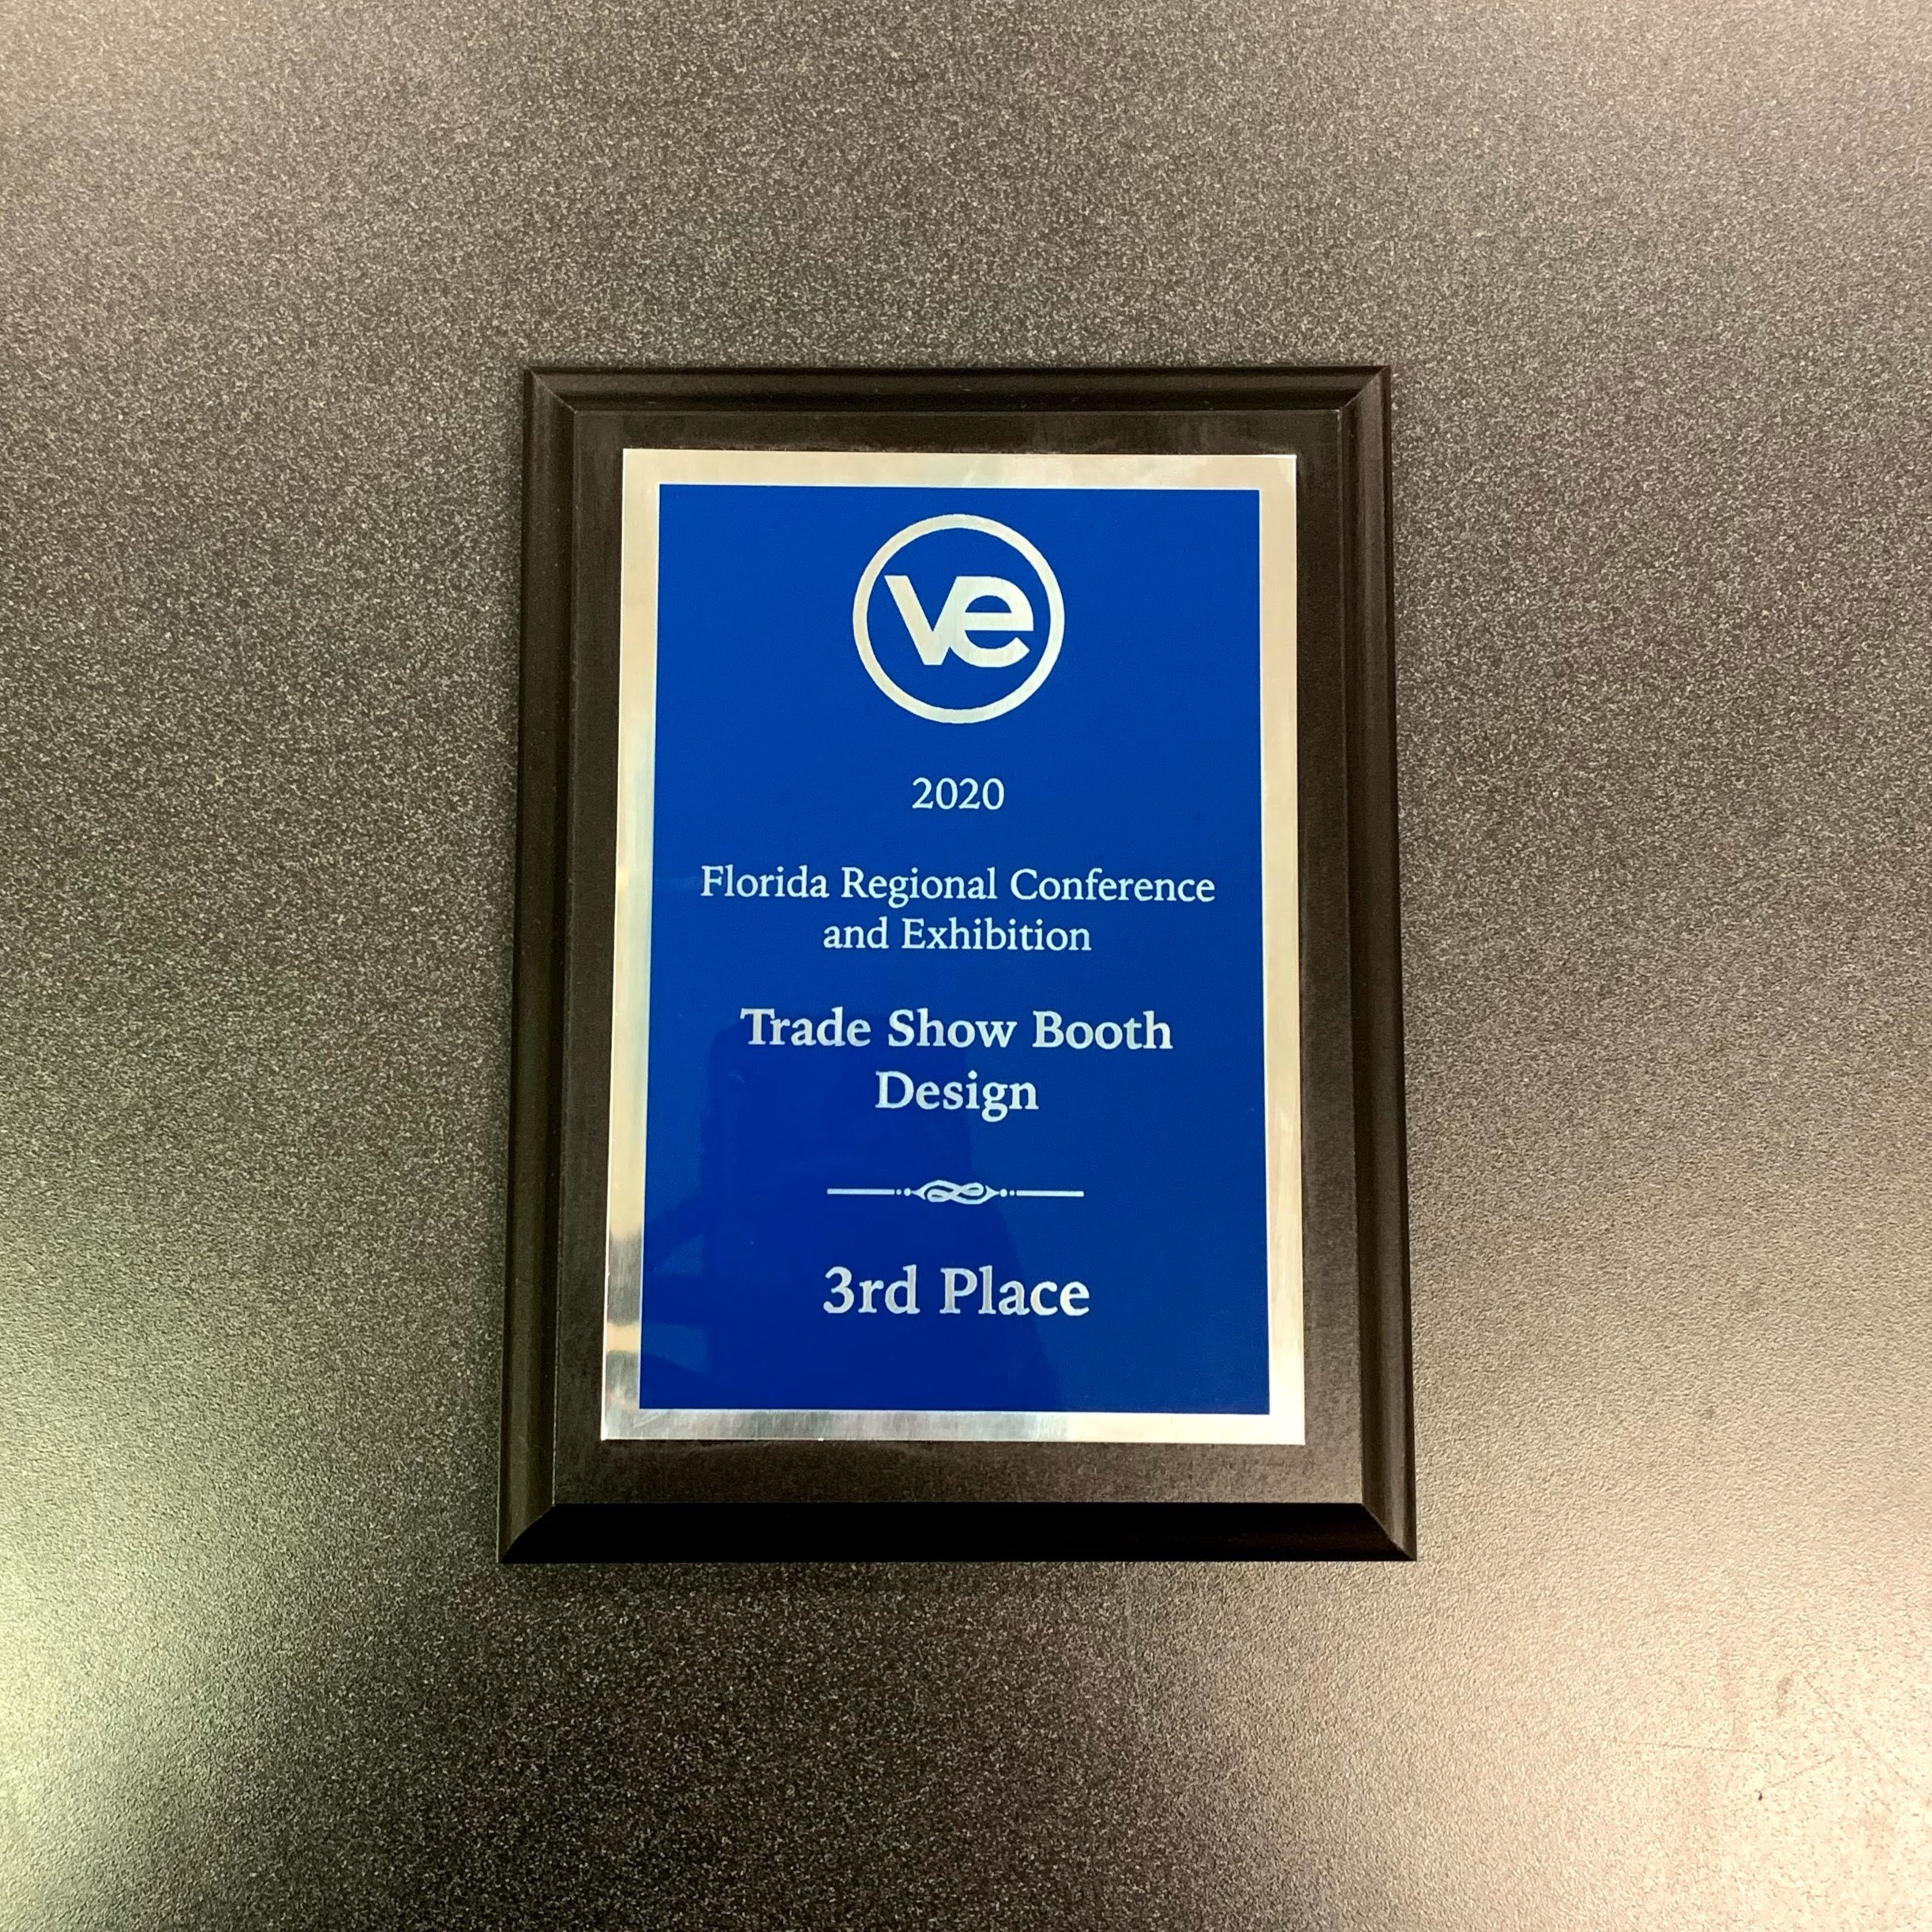 ve
2020
Florida Regional Conference
and Exhibition
Trade Show Booth
Design
3rd Place